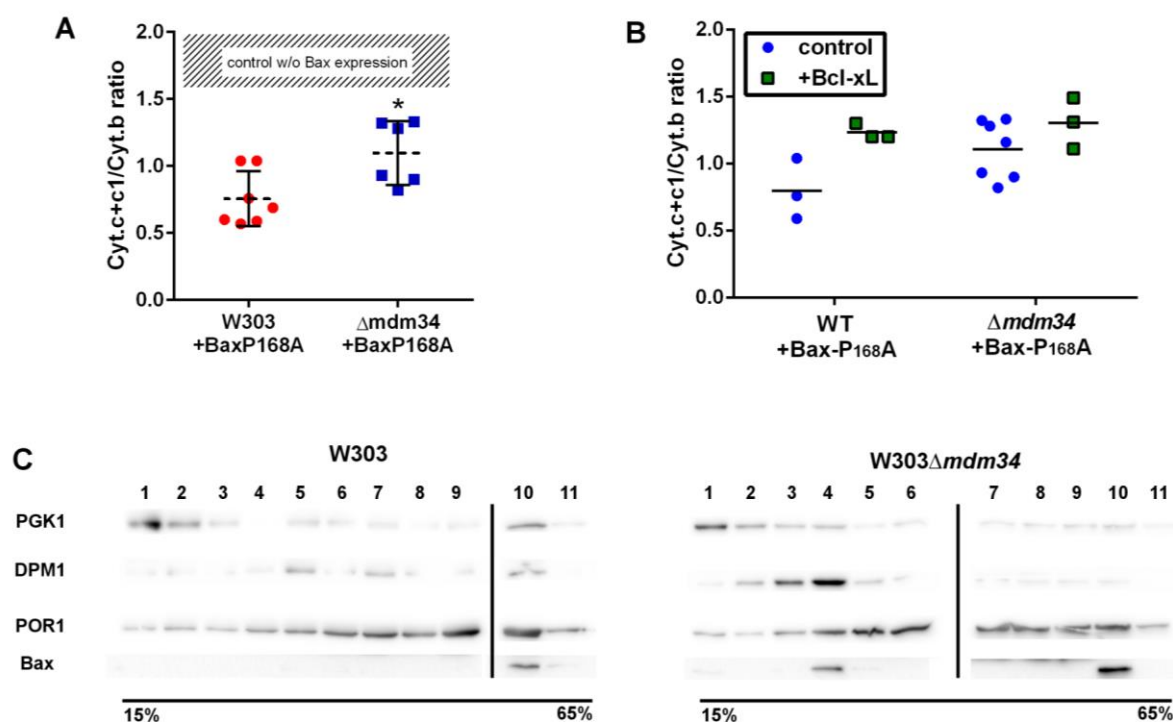 A
Cyt.c+c1/Cyt.b ratio
2.0
1.5
1.0
0.5
0.0
control w/o Bax expression
*
W303
+BaxP168A
Δmdm34
+BaxP168A
B
Cyt.c+c1/Cyt.b ratio
2.0
1.5
1.0
0.5
0.0
control
+Bcl-xL
WT
+Bax-P168A
Δmdm34
+Bax-P168A
C
W303
1 2 3 4 5 6 7 8 9 10 11
PGK1
DPM1
POR1
Bax
15% 65%
W303Δmdm34
1 2 3 4 5 6 7 8 9 10 11
15% 65%